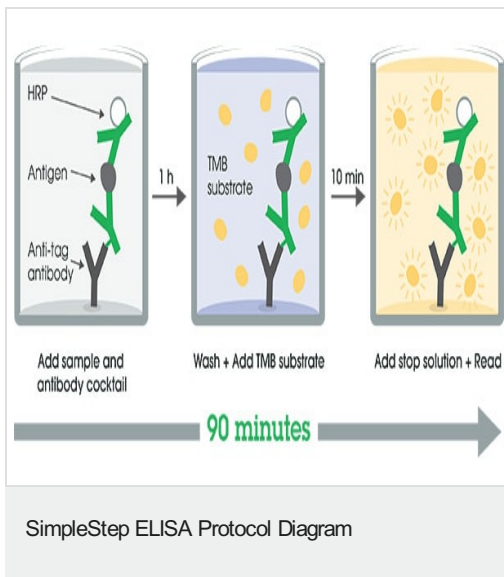 HRP
Antigen
Anti-tag
antibody
1 h
TMB
substrate
10 min
Add sample and
antibody cocktail
Wash + Add TMB substrate
Add stop solution + Read
90 minutes
SimpleStep ELISA Protocol Diagram